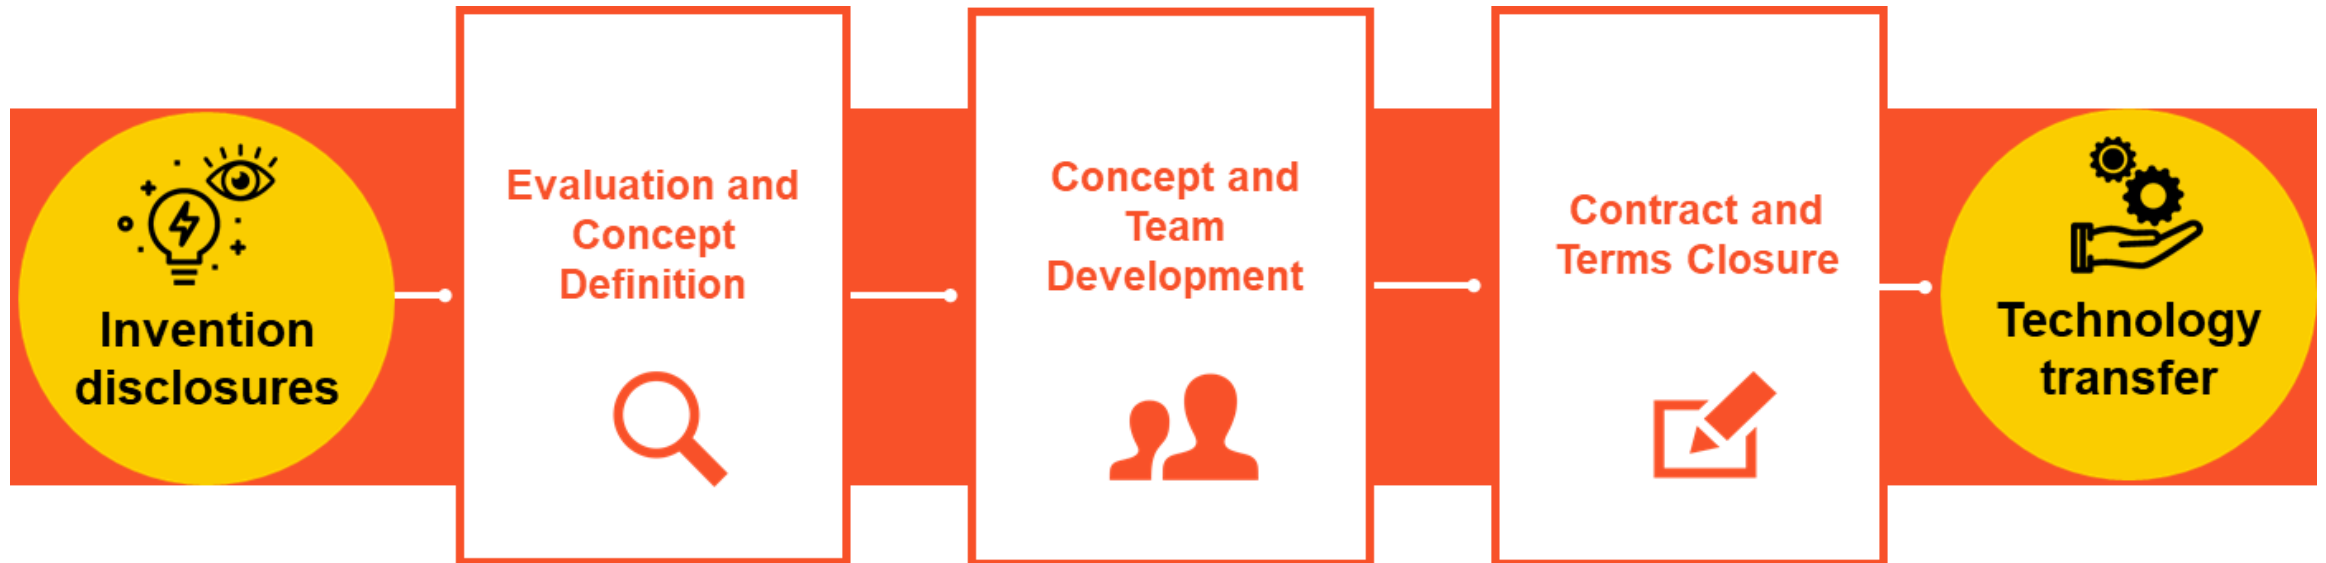 Invention
disclosures
Evaluation and
Concept
Definition
Concept and
Team
Development
Contract and
Terms Closure
Technology
transfer